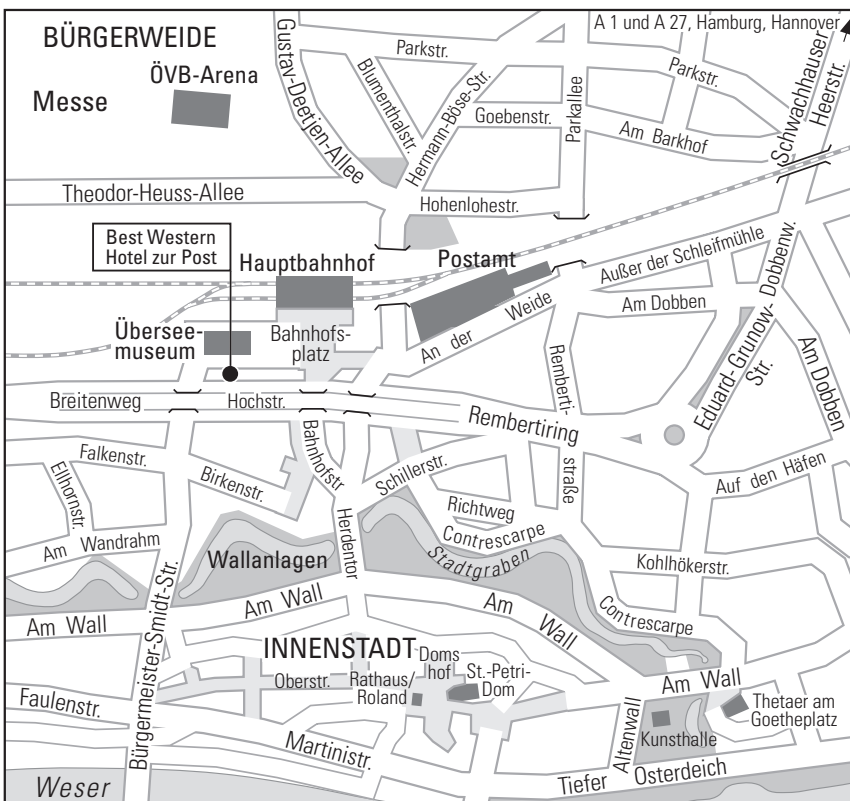 A 1 und A 27, Hamburg, Hannover
BÜRGERWEIDE
ÖVB-Arena
Messe
Gustav-Deetjen-Allee
Parkstr.
Parkstr.
Blumenthalstr.
Hermann-Böse-Str.
Goebenstr.
Parkallee
Am Barkhof
Schwachhauser
Heerstr.
Theodor-Heuss-Allee
Hohenlohestr.
Best Western
Hotel zur Post
Hauptbahnhof
Postamt
Außer der Schleifmühle
Am Dobben
Dobbenw.
Übersee-
museum
Bahnhofs-
platz
An der Weide
Remberti-
straße
Eduard-Grunow-
Str.
Am Dobben
Breitenweg
Hochstr.
Rembertiring
Falkenstr.
Birkenstr.
Bahnhofstr
Schillerstr.
Auf den Häfen
Ellhornstr.
Richtweg
Am Wandrahm
Herdentor
Contrescarpe
Wallanlagen
Stadtgraben
Kohlhökerstr.
Am Wall
Am Wall
Am Wall
Contrescarpe
Bürgermeister-Smidt-Str.
INNENSTADT
Doms
hof
Oberstr.
Rathaus/
Roland
St.-Petri-
Dom
Am Wall
Faulenstr.
Martinistr.
Altenwall
Kunsthalle
Thetaer am
Goetheplatz
Weser
Tiefer
Osterdeich